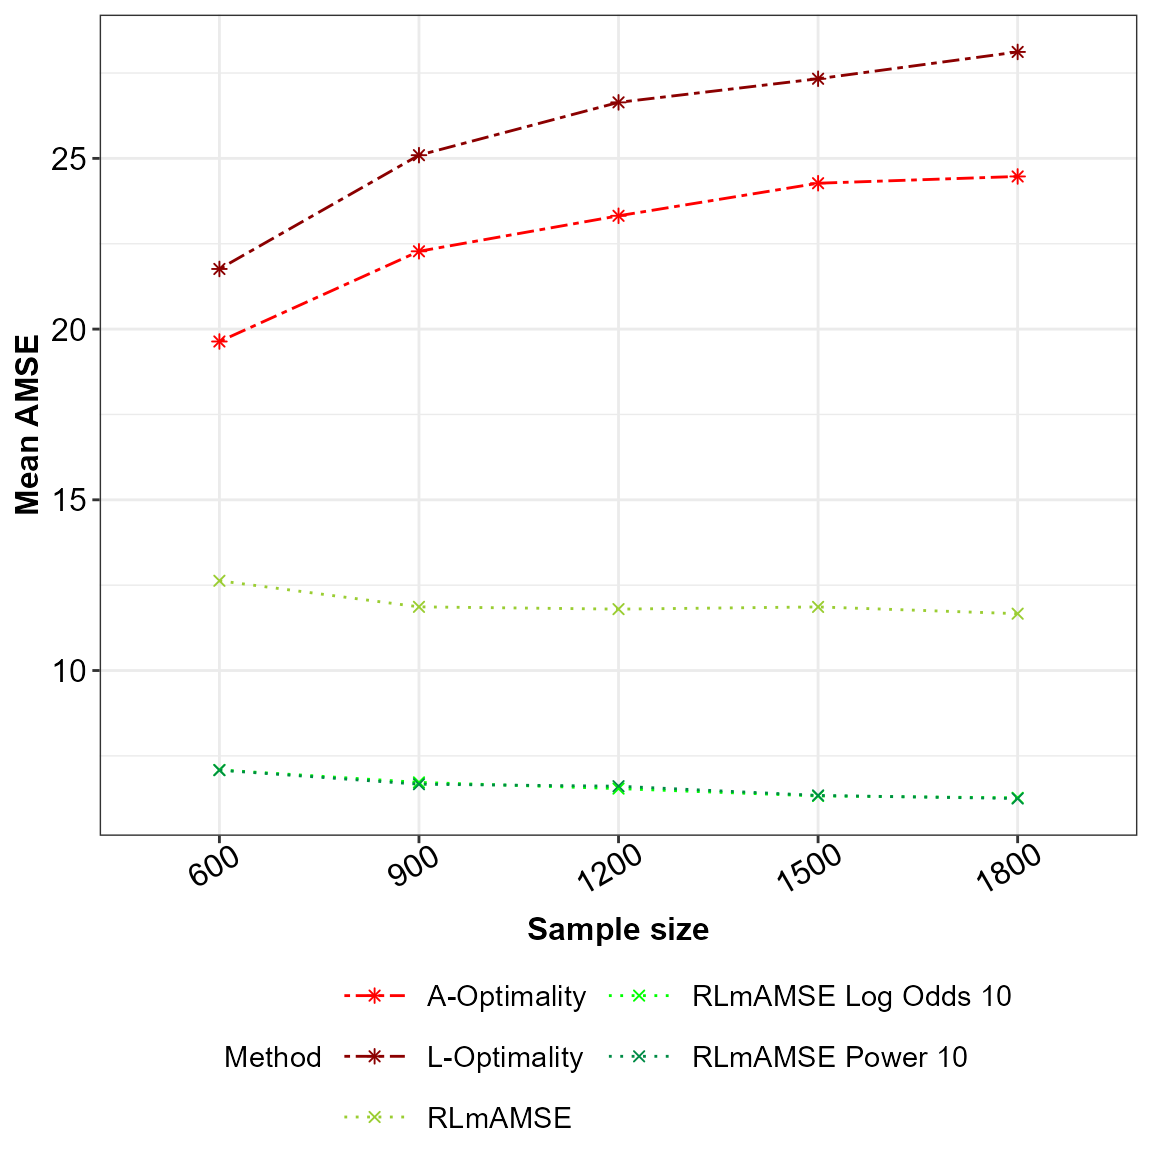 Mean AMSE
25
20
15
10
600
900
1200
1500
1800
Sample size
Method
A-Optimality
L-Optimality
RLmAMSE
RLmAMSE Log Odds 10
RLmAMSE Power 10